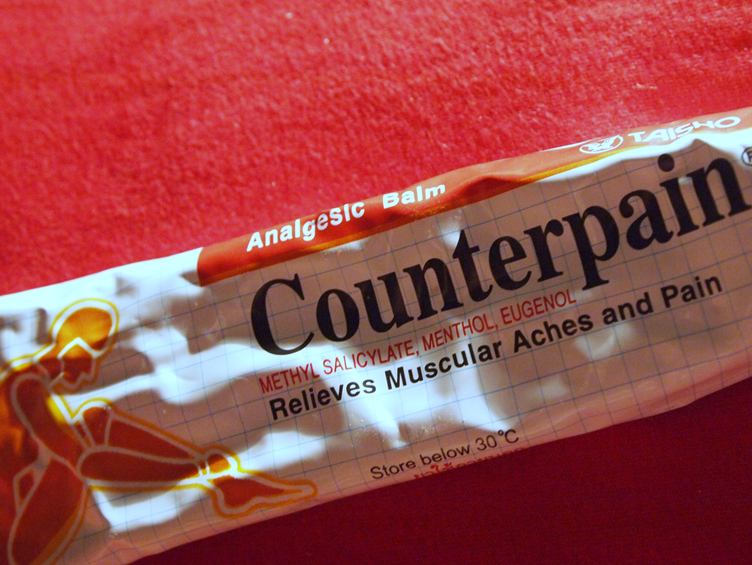 TAISHO
Analgesic Balm
Counterpain®
METHYL SALICYLATE, MENTHOL, EUGENOL
Relieves Muscular Aches and Pain
Store below 30°C